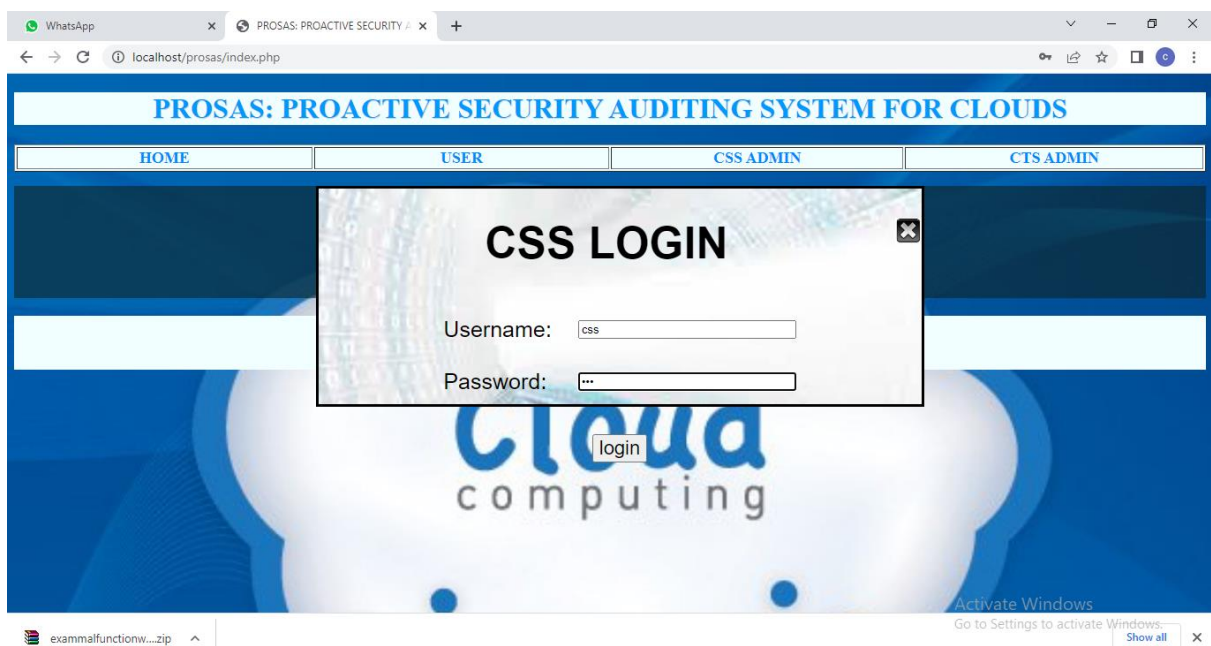 WhatsApp
PROSAS: PROACTIVE SECURITY A
localhost/prosas/index.php
C
PROSAS: PROACTIVE SECURITY AUDITING SYSTEM FOR CLOUDS
HOME USER CSS ADMIN CTS ADMIN
CSS LOGIN
Username: css
Password: •••
login
Cloud
computing
Activate Windows
Go to Settings to activate Windows.
exammalfunctionw....zip
Show all